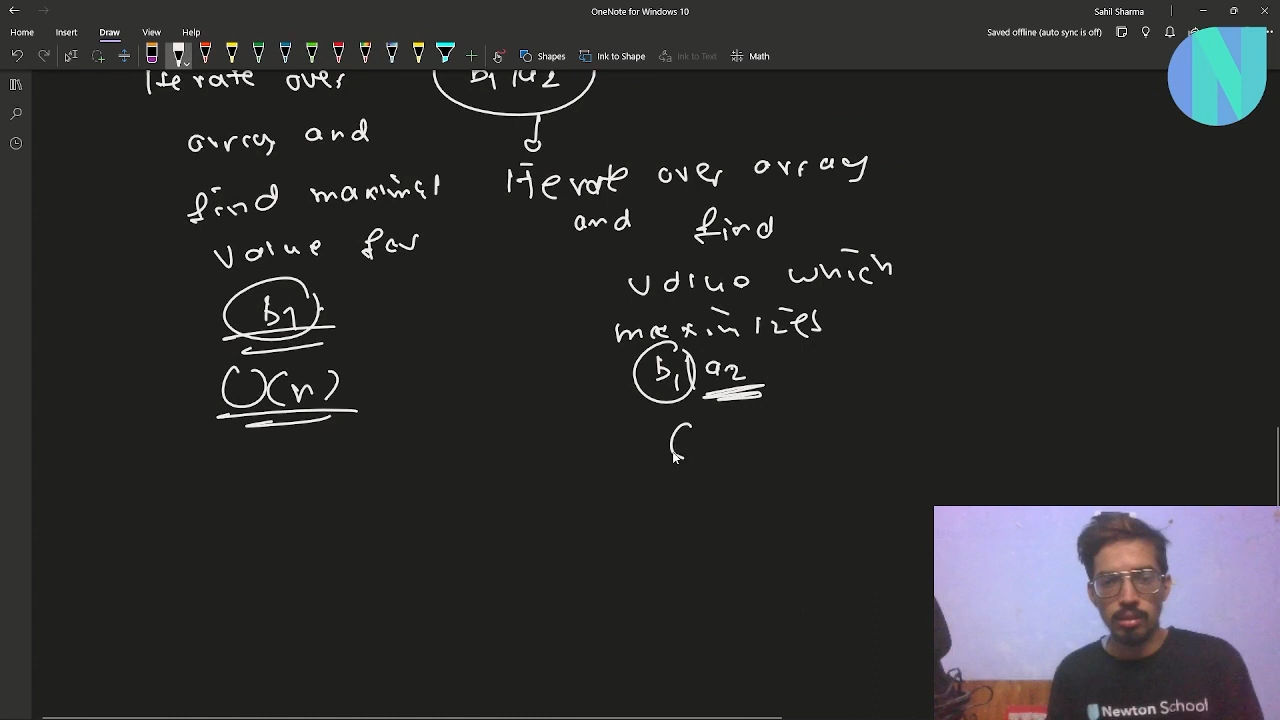 OneNote for Windows 10
Sahil Sharma
Home Insert Draw View Help
Saved offline (auto sync is off)
Shapes Ink to Shape Ink to Text Math
Iterate over
array and
find maximal
value for
b1
O(n)
Iterate over array
and find
value which
maximizes
b1 | a2
Newton School